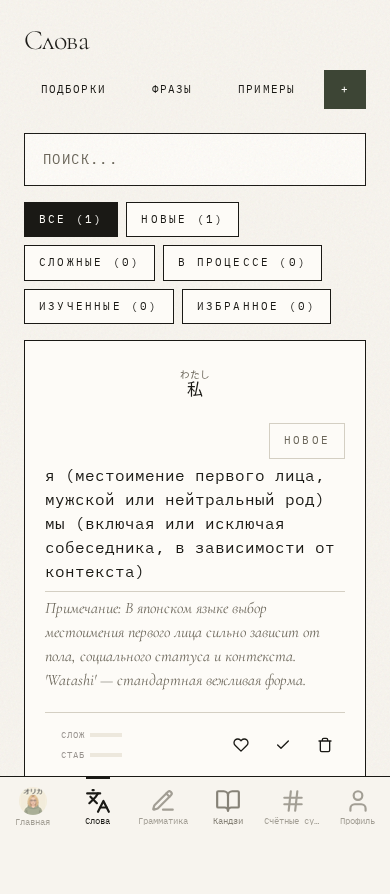 Слова
ПОДБОРКИ ФРАЗЫ ПРИМЕРЫ +
ПОИСК...
ВСЕ (1) НОВЫЕ (1)
СЛОЖНЫЕ (0) В ПРОЦЕССЕ (0)
ИЗУЧЕННЫЕ (0) ИЗБРАННОЕ (0)
わたし
私
НОВОЕ
я (местоимение первого лица,
мужской или нейтральный род)
мы (включая или исключая
собеседника, в зависимости от
контекста)
Примечание: В японском языке выбор
местоимения первого лица сильно зависит от
пола, социального статуса и контекста.
'Watashi' — стандартная вежливая форма.
СЛОЖ
СТАБ
オリカ
Главная Слова Грамматика Кандзи Счётные су… Профиль